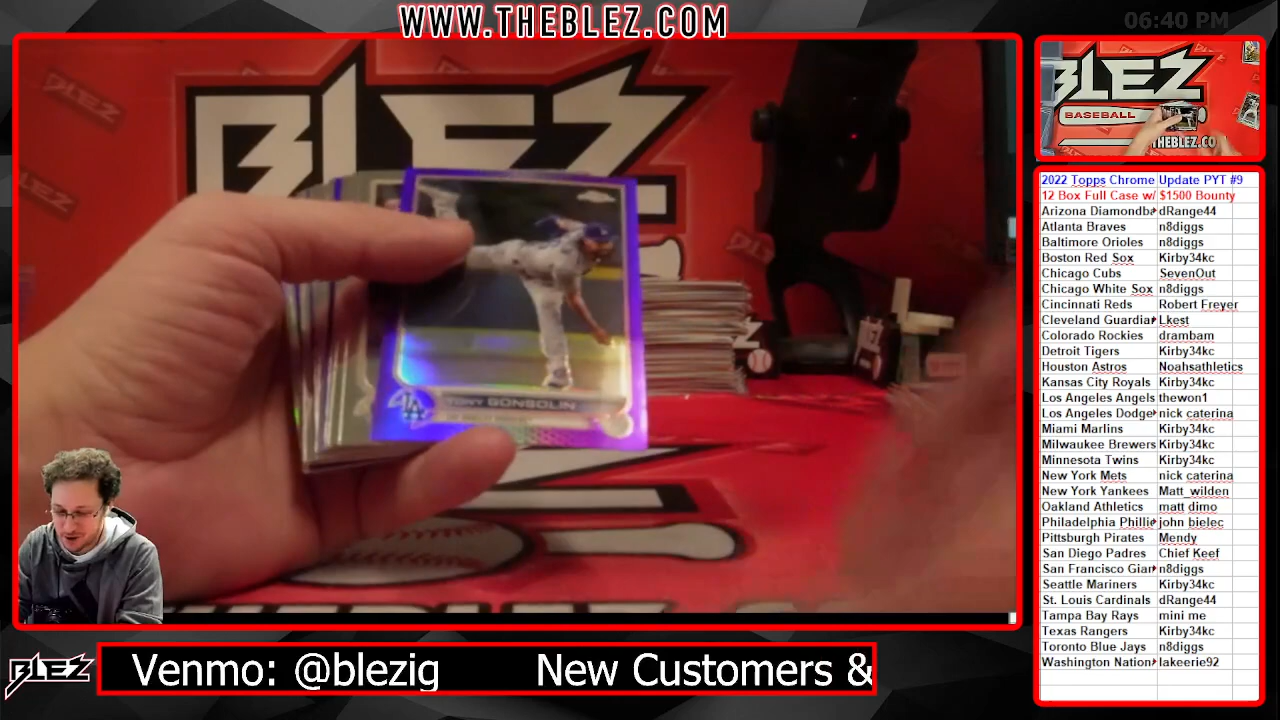 WWW.THEBLEZ.COM
06:40 PM
BLEZ
BLEZ
BLEZ
BASEBALL
THEBLEZ.CO
TONY GONSOLIN
LA
BLEZ
2022 Topps Chrome Update PYT #9
12 Box Full Case w/ $1500 Bounty
Arizona Diamondba dRange44
Atlanta Braves n8diggs
Baltimore Orioles n8diggs
Boston Red Sox Kirby34kc
Chicago Cubs SevenOut
Chicago White Sox n8diggs
Cincinnati Reds Robert Freyer
Cleveland Guardia Lkest
Colorado Rockies drambam
Detroit Tigers Kirby34kc
Houston Astros Noahsathletics
Kansas City Royals Kirby34kc
Los Angeles Angels thewon1
Los Angeles Dodge nick caterina
Miami Marlins Kirby34kc
Milwaukee Brewers Kirby34kc
Minnesota Twins Kirby34kc
New York Mets nick caterina
New York Yankees Matt_wilden
Oakland Athletics matt dimo
Philadelphia Phillie john bielec
Pittsburgh Pirates Mendy
San Diego Padres Chief Keef
San Francisco Gian n8diggs
Seattle Mariners Kirby34kc
St. Louis Cardinals dRange44
Tampa Bay Rays mini me
Texas Rangers Kirby34kc
Toronto Blue Jays n8diggs
Washington Nation lakeerie92
BLEZ
Venmo: @blezig New Customers &